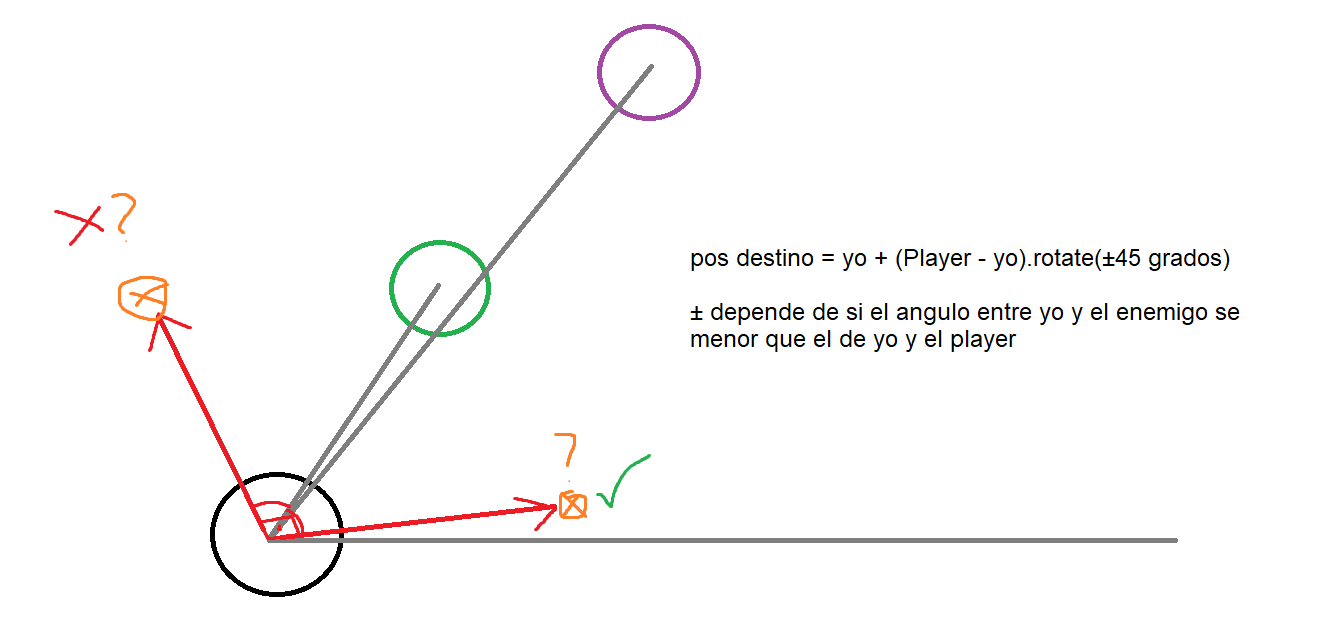 ?
pos destino = yo + (Player - yo).rotate(±45 grados)
± depende de si el angulo entre yo y el enemigo se
menor que el de yo y el player
?